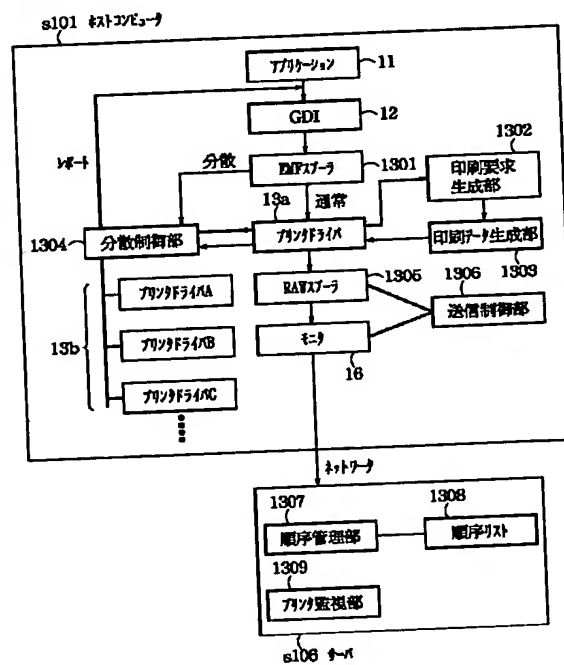 s101 ホストコンピュータ
アプリケーション
11
GDI
12
レポート
分散
EMFスプーラ
1301
1302
印刷要求
生成部
13a
通常
1304
分散制御部
プリンタドライバ
印刷データ生成部
1303
1305
RAWスプーラ
1306
送信制御部
プリンタドライバA
モニタ
16
13b
プリンタドライバB
プリンタドライバC
ネットワーク
1307
順序管理部
1308
順序リスト
1309
プリンタ監視部
s106 サーバ